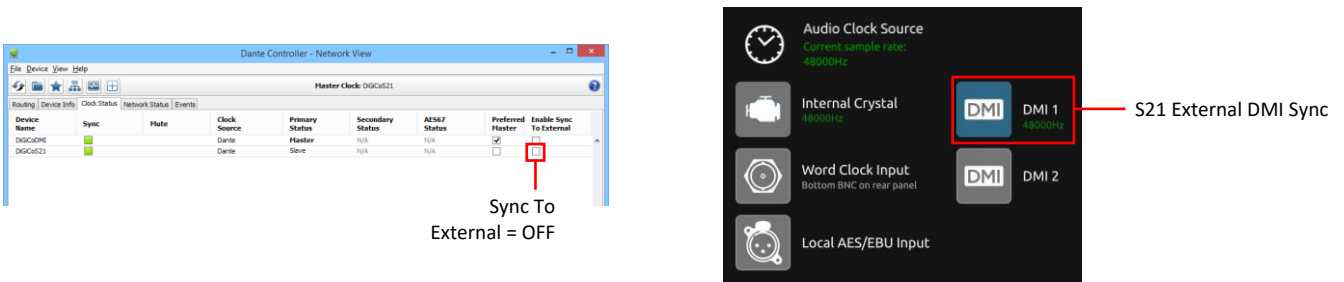 Dante Controller - Network View
File Device View Help
Master Clock: DiGiCoS21
Routing Device Info Clock Status Network Status Events
Device Name Sync Mute Clock Source Primary Status Secondary Status AES67 Status Preferred Master Enable Sync To External
DiGiCoDMI Dante Master N/A N/A
DiGiCoS21 Dante Slave N/A N/A
Sync To
External = OFF
Audio Clock Source
Current sample rate:
48000Hz
Internal Crystal
48000Hz
DMI
DMI 1
48000Hz
Word Clock Input
Bottom BNC on rear panel
DMI
DMI 2
Local AES/EBU Input
S21 External DMI Sync